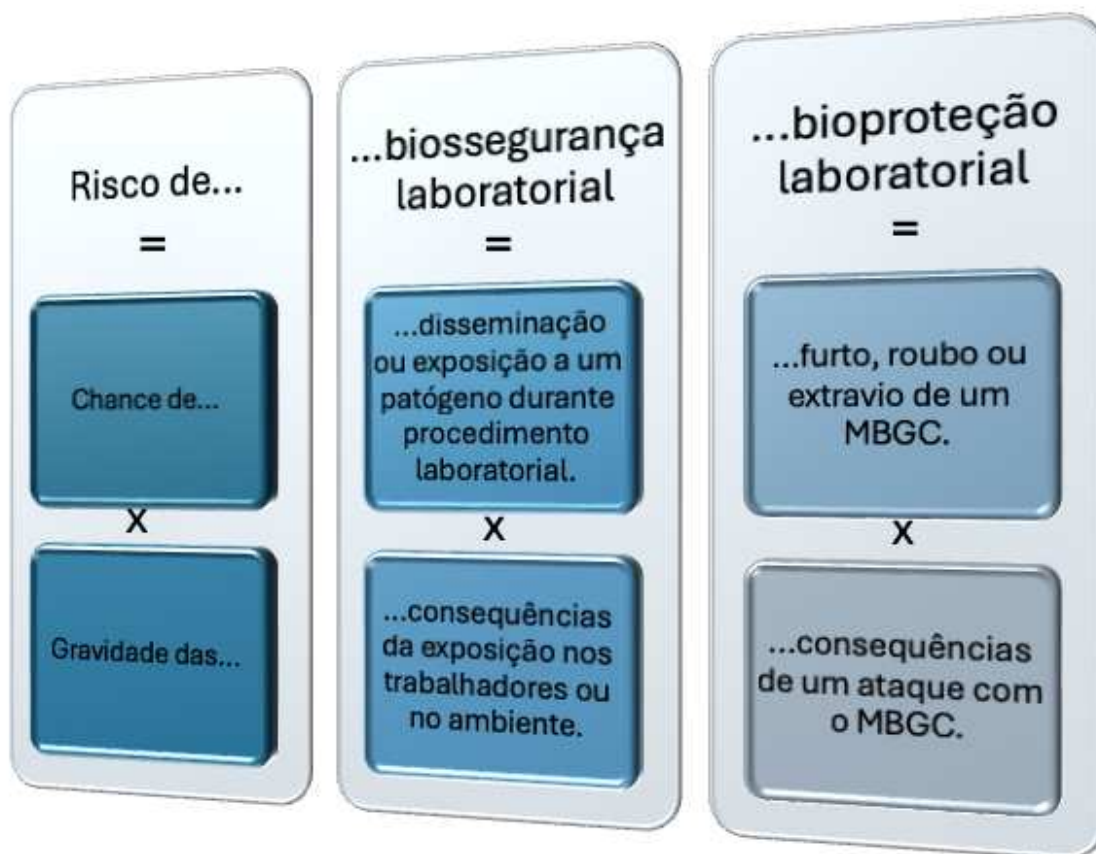 Risco de...
=
Chance de...
X
Gravidade das...
...biossegurança
laboratorial
=
...disseminação
ou exposição a um
patógeno durante
procedimento
laboratorial.
X
...consequências
da exposição nos
trabalhadores ou
no ambiente.
...bioproteção
laboratorial
=
...furto, roubo ou
extravio de um
MBGC.
X
...consequências
de um ataque com
o MBGC.